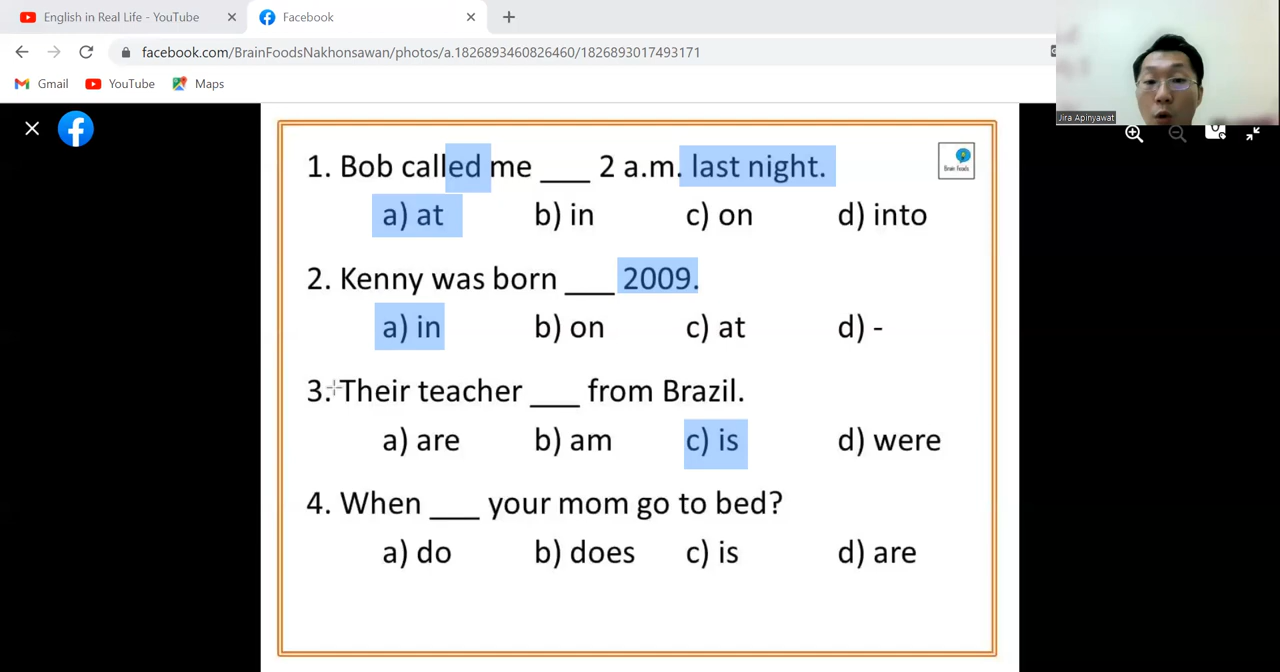 English in Real Life - YouTube
Facebook
facebook.com/BrainFoodsNakhonsawan/photos/a.1826893460826460/1826893017493171
Gmail
YouTube
Maps
Jira Apinyawat
1. Bob called me ___ 2 a.m. last night.
Brain Foods
a) at b) in c) on d) into
2. Kenny was born ___ 2009.
a) in b) on c) at d) -
3. Their teacher ___ from Brazil.
a) are b) am c) is d) were
4. When ___ your mom go to bed?
a) do b) does c) is d) are